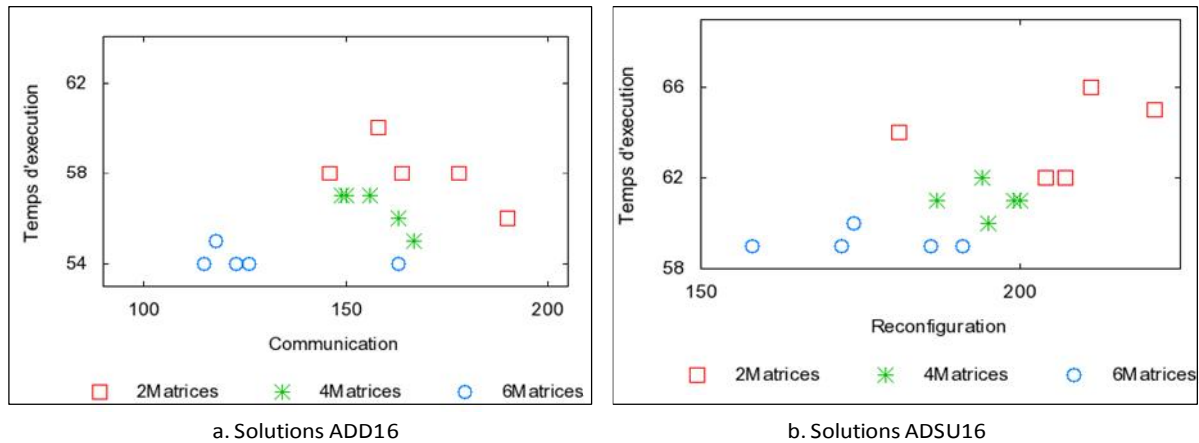 62
58
54
Temps d'execution
100
150
200
Communication
2Matrices
4Matrices
6Matrices
a. Solutions ADD16
66
62
58
Temps d'execution
150
200
Reconfiguration
2Matrices
4Matrices
6Matrices
b. Solutions ADSU16